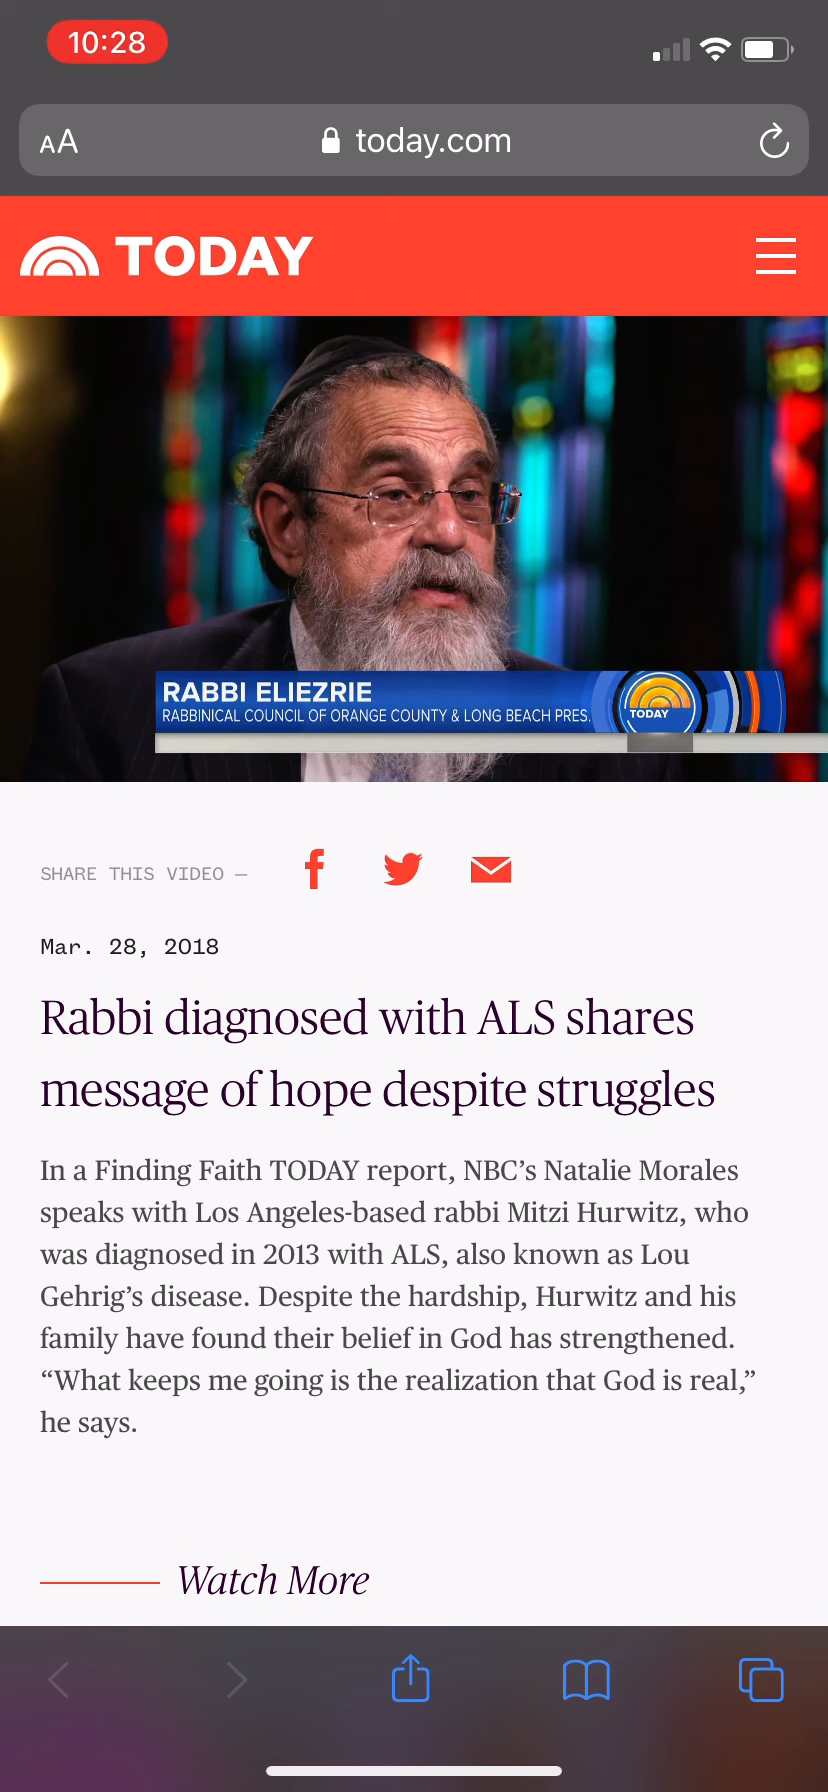 10:28
AA
today.com
TODAY
RABBI ELIEZRIE
RABBINICAL COUNCIL OF ORANGE COUNTY & LONG BEACH PRES.
TODAY
SHARE THIS VIDEO —
Mar. 28, 2018
Rabbi diagnosed with ALS shares
message of hope despite struggles
In a Finding Faith TODAY report, NBC’s Natalie Morales
speaks with Los Angeles-based rabbi Mitzi Hurwitz, who
was diagnosed in 2013 with ALS, also known as Lou
Gehrig’s disease. Despite the hardship, Hurwitz and his
family have found their belief in God has strengthened.
“What keeps me going is the realization that God is real,”
he says.
Watch More